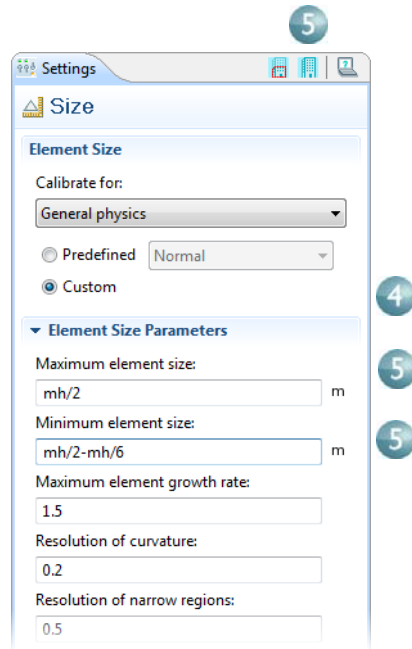 5
Settings
Size
Element Size
Calibrate for:
General physics
Predefined Normal
Custom
4
Element Size Parameters
Maximum element size:
5
mh/2 m
Minimum element size:
5
mh/2-mh/6 m
Maximum element growth rate:
1.5
Resolution of curvature:
0.2
Resolution of narrow regions:
0.5